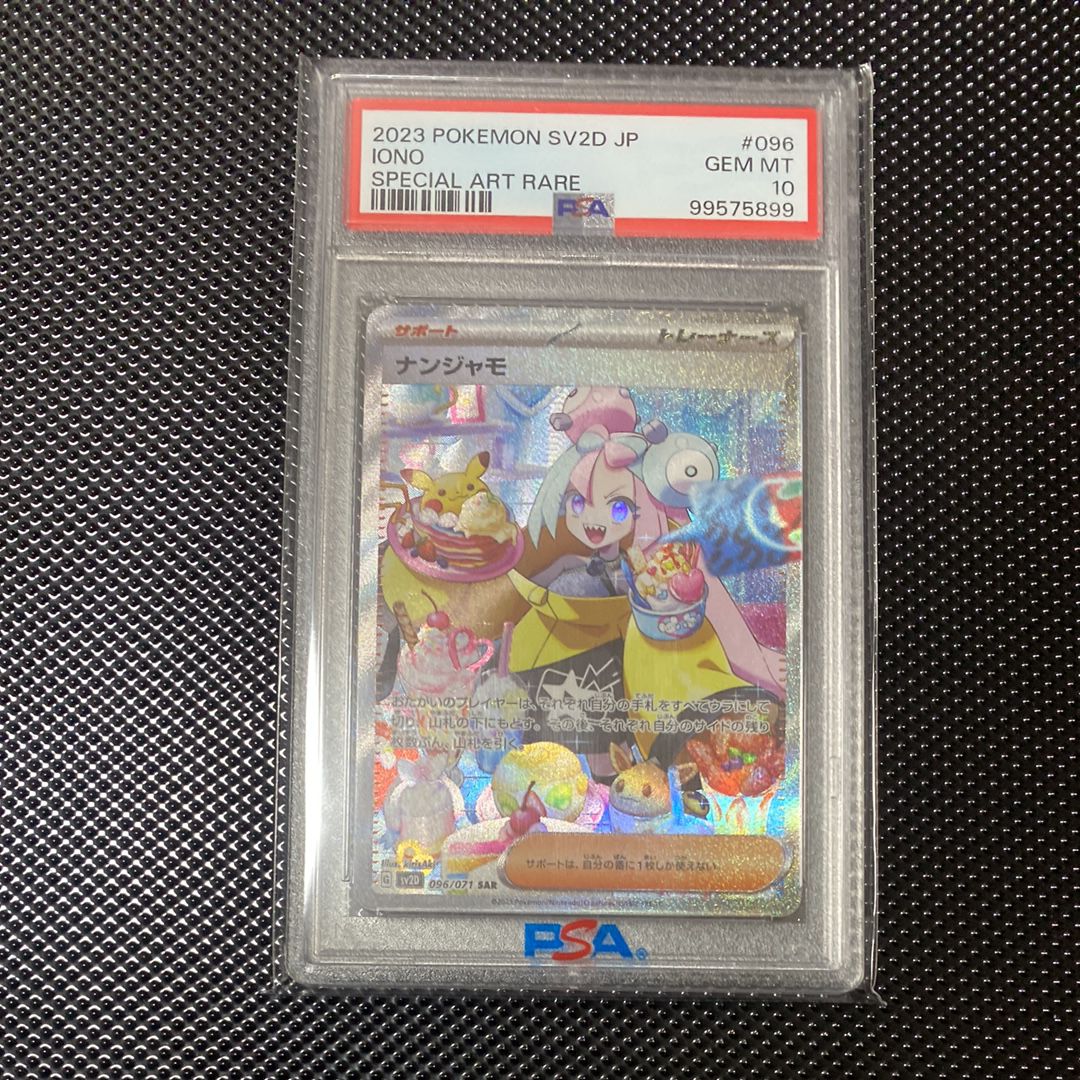 2023 POKEMON SV2D JP #096
IONO GEM MT
SPECIAL ART RARE 10
PSA 99575899
サポート トレーナーズ
ナンジャモ
おたがいのプレイヤーは、それぞれ自分の手札をすべてウラにして
切り、山札の下にもどす。その後、それぞれ自分のサイドの残り
枚数ぶん、山札を引く。
サポートは、自分の番に1枚しか使えない。
Illus. kirisAki
G SV2D 096/071 SAR
PSA